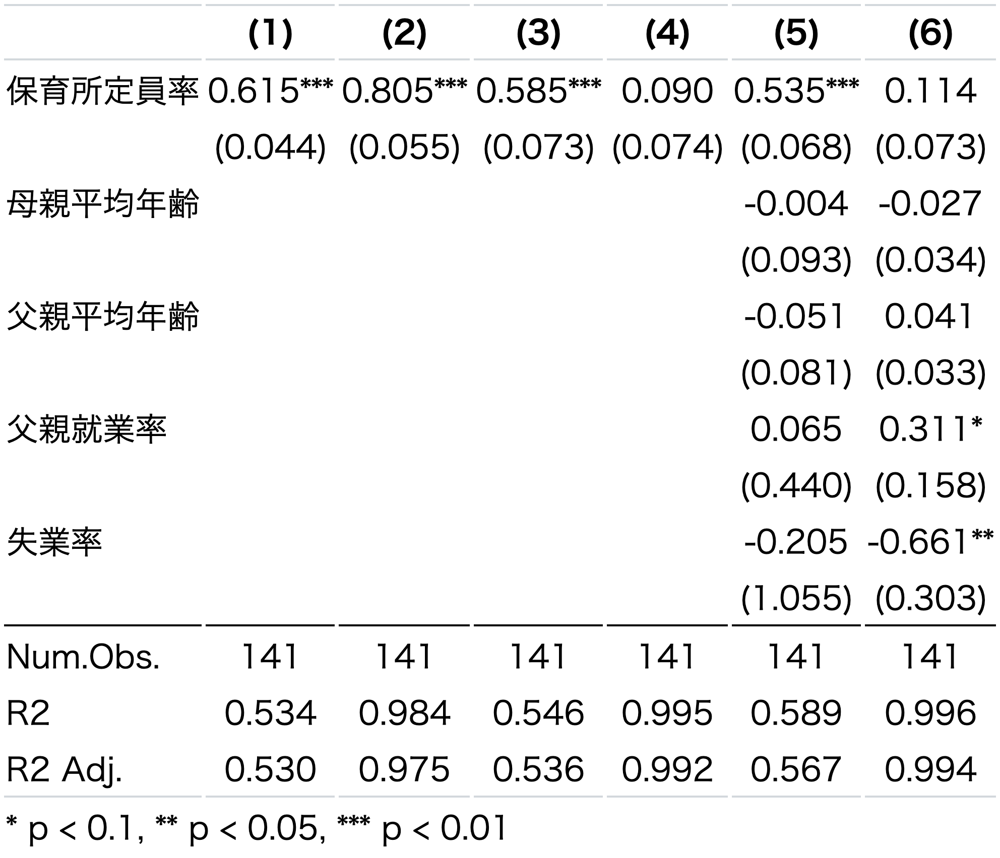 (1) (2) (3) (4) (5) (6)
保育所定員率 0.615*** 0.805*** 0.585*** 0.090 0.535*** 0.114
(0.044) (0.055) (0.073) (0.074) (0.068) (0.073)
母親平均年齢 -0.004 -0.027
(0.093) (0.034)
父親平均年齢 -0.051 0.041
(0.081) (0.033)
父親就業率 0.065 0.311*
(0.440) (0.158)
失業率 -0.205 -0.661**
(1.055) (0.303)
Num.Obs. 141 141 141 141 141 141
R2 0.534 0.984 0.546 0.995 0.589 0.996
R2 Adj. 0.530 0.975 0.536 0.992 0.567 0.994
* p < 0.1, ** p < 0.05, *** p < 0.01